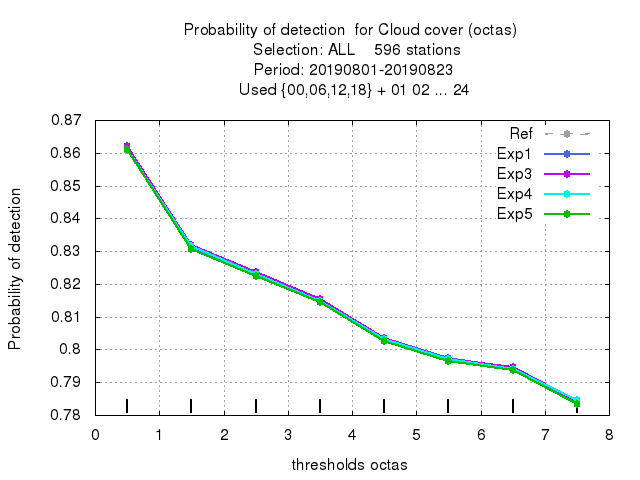 Probability of detection  for Cloud cover (octas)
Selection: ALL    596 stations
Period: 20190801-20190823
Used {00,06,12,18} + 01 02 ... 24
Probability of detection
0.87
0.86
0.85
0.84
0.83
0.82
0.81
0.8
0.79
0.78
Ref
Exp1
Exp3
Exp4
Exp5
0 1 2 3 4 5 6 7 8
thresholds octas